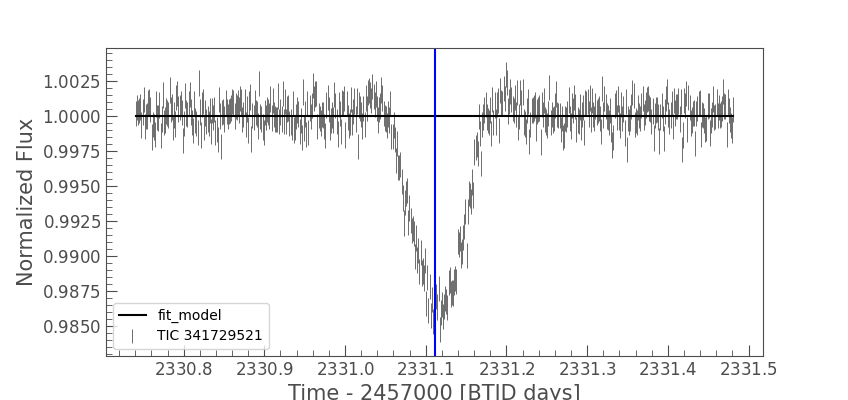 Normalized Flux
1.0025
1.0000
0.9975
0.9950
0.9925
0.9900
0.9875
0.9850
fit_model
TIC 341729521
2330.8 2330.9 2331.0 2331.1 2331.2 2331.3 2331.4 2331.5
Time - 2457000 [BTJD days]